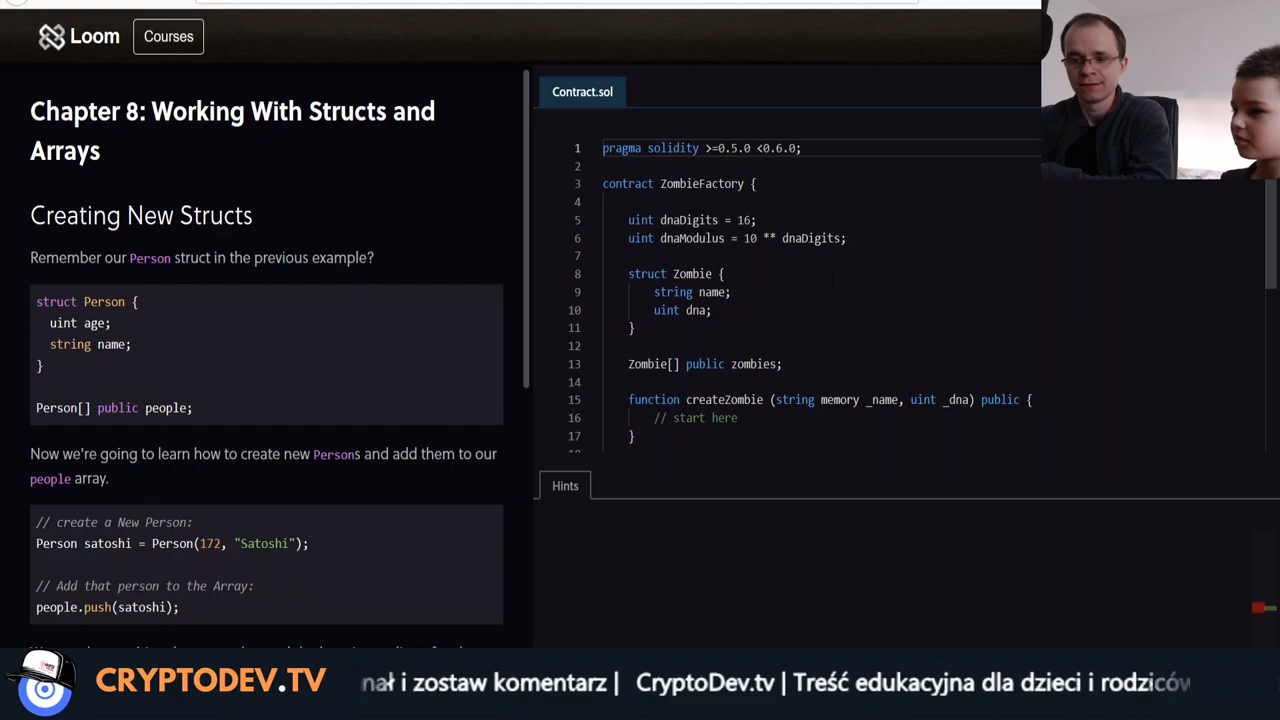 Loom
Courses
Chapter 8: Working With Structs and
Arrays
Creating New Structs
Remember our Person struct in the previous example?
struct Person {
uint age;
string name;
}
Person[] public people;
Now we're going to learn how to create new Persons and add them to our
people array.
// create a New Person:
Person satoshi = Person(172, "Satoshi");
// Add that person to the Array:
people.push(satoshi);
Contract.sol
1 pragma solidity >=0.5.0 <0.6.0;
2
3 contract ZombieFactory {
4
5 uint dnaDigits = 16;
6 uint dnaModulus = 10 ** dnaDigits;
7
8 struct Zombie {
9 string name;
10 uint dna;
11 }
12
13 Zombie[] public zombies;
14
15 function createZombie (string memory _name, uint _dna) public {
16 // start here
17 }
Hints
CRYPTODEV.TV
nał i zostaw komentarz | CryptoDev.tv | Treść edukacyjna dla dzieci i rodziców